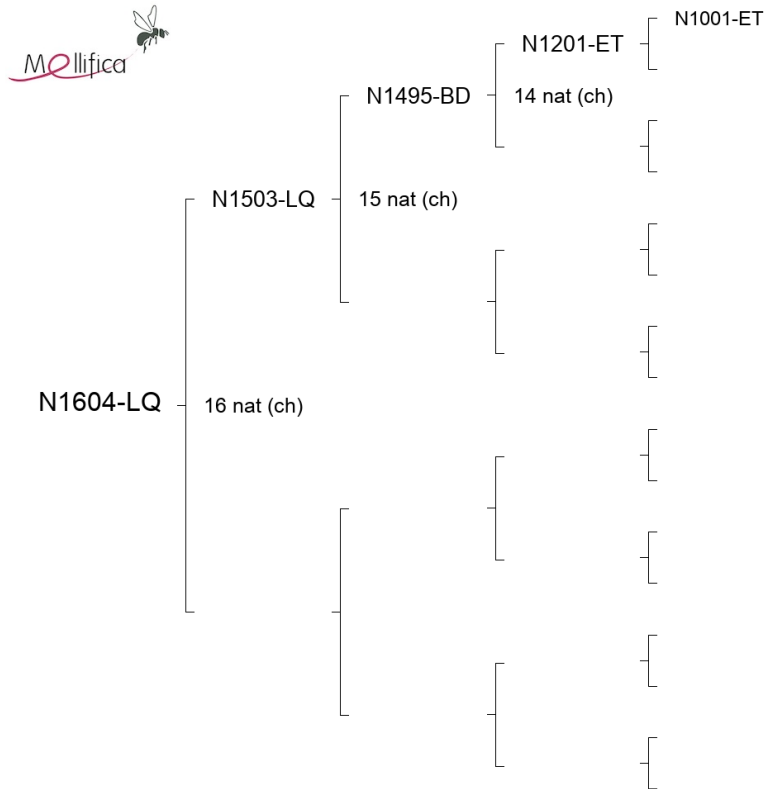 Mellifica
N1001-ET
N1201-ET
N1495-BD
14 nat (ch)
N1503-LQ
15 nat (ch)
N1604-LQ
16 nat (ch)